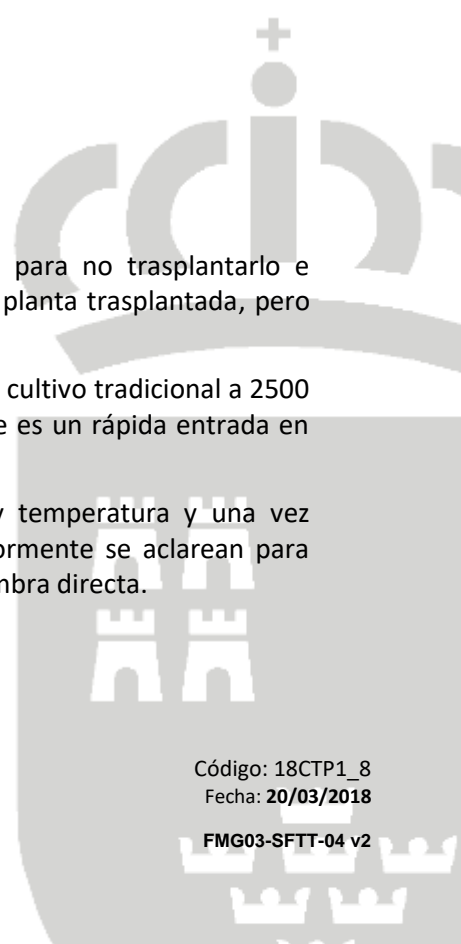 para no trasplantarlo e
planta trasplantada, pero
cultivo tradicional a 2500
e es un rápida entrada en
y temperatura y una vez
ormente se aclarean para
mbra directa.
Código: 18CTP1_8
Fecha: 20/03/2018
FMG03-SFTT-04 v2